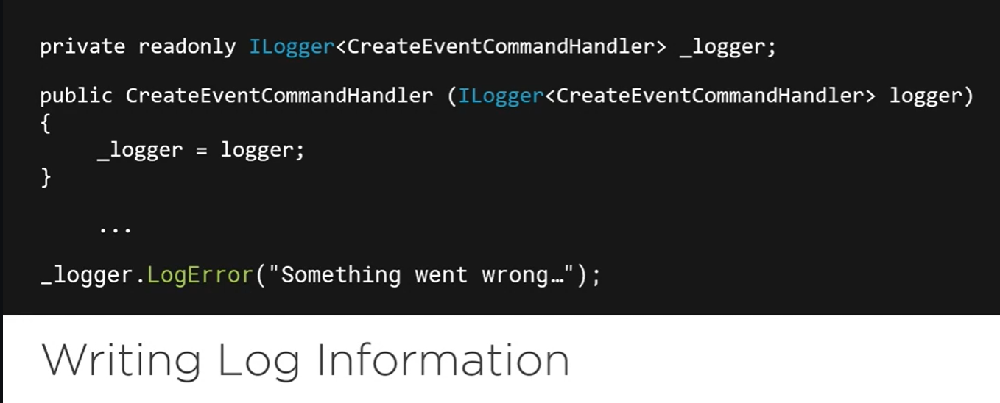 private readonly ILogger<CreateEventCommandHandler> _logger;
public CreateEventCommandHandler (ILogger<CreateEventCommandHandler> logger)
{
_logger = logger;
}
...
_logger.LogError("Something went wrong…");
Writing Log Information